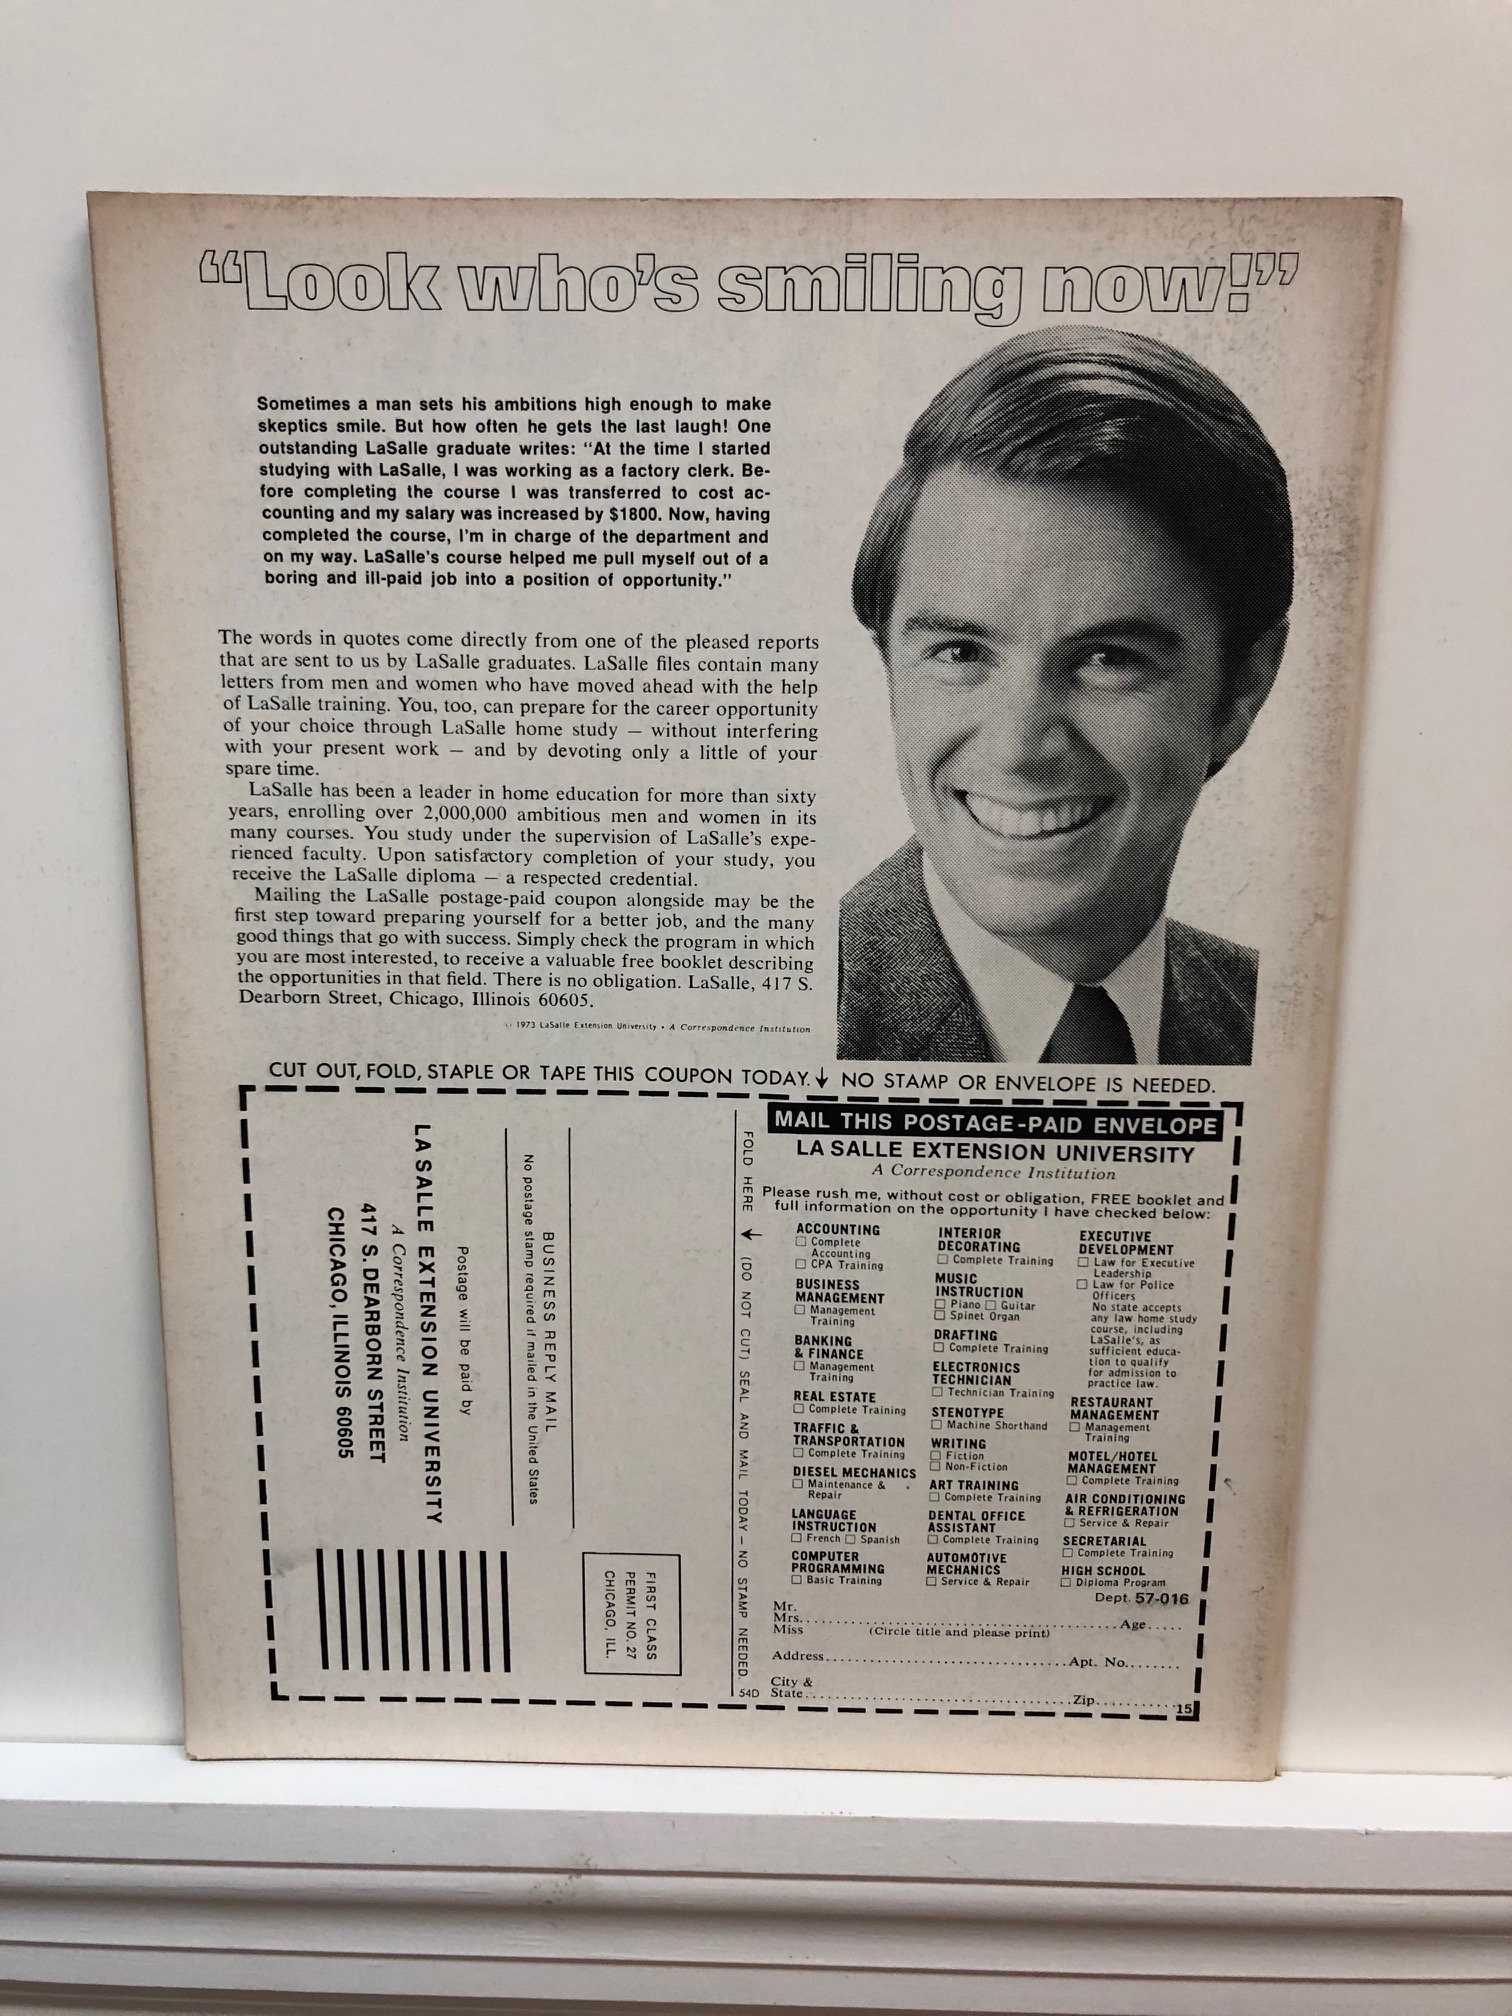 “Look who's smiling now!”
Sometimes a man sets his ambitions high enough to make
skeptics smile. But how often he gets the last laugh! One
outstanding LaSalle graduate writes: “At the time I started
studying with LaSalle, I was working as a factory clerk. Be-
fore completing the course I was transferred to cost ac-
counting and my salary was increased by $1800. Now, having
completed the course, I'm in charge of the department and
on my way. LaSalle's course helped me pull myself out of a
boring and ill-paid job into a position of opportunity.”
The words in quotes come directly from one of the pleased reports
that are sent to us by LaSalle graduates. LaSalle files contain many
letters from men and women who have moved ahead with the help
of LaSalle training. You, too, can prepare for the career opportunity
of your choice through LaSalle home study — without interfering
with your present work — and by devoting only a little of your
spare time.
LaSalle has been a leader in home education for more than sixty
years, enrolling over 2,000,000 ambitious men and women in its
many courses. You study under the supervision of LaSalle's expe-
rienced faculty. Upon satisfactory completion of your study, you
receive the LaSalle diploma — a respected credential.
Mailing the LaSalle postage-paid coupon alongside may be the
first step toward preparing yourself for a better job, and the many
good things that go with success. Simply check the program in which
you are most interested, to receive a valuable free booklet describing
the opportunities in that field. There is no obligation. LaSalle, 417 S.
Dearborn Street, Chicago, Illinois 60605.
1973 LaSalle Extension University • A Correspondence Institution
CUT OUT, FOLD, STAPLE OR TAPE THIS COUPON TODAY.↓ NO STAMP OR ENVELOPE IS NEEDED.
FIRST CLASS
PERMIT NO. 27
CHICAGO, ILL.
BUSINESS REPLY MAIL
No postage stamp required if mailed in the United States
Postage will be paid by
LA SALLE EXTENSION UNIVERSITY
A Correspondence Institution
417 S. DEARBORN STREET
CHICAGO, ILLINOIS 60605
FOLD HERE ← (DO NOT CUT) SEAL AND MAIL TODAY — NO STAMP NEEDED.
54D
MAIL THIS POSTAGE-PAID ENVELOPE
LA SALLE EXTENSION UNIVERSITY
A Correspondence Institution
Please rush me, without cost or obligation, FREE booklet and
full information on the opportunity I have checked below:
ACCOUNTING
☐ Complete
Accounting
☐ CPA Training
BUSINESS
MANAGEMENT
☐ Management
Training
BANKING
& FINANCE
☐ Management
Training
REAL ESTATE
☐ Complete Training
TRAFFIC &
TRANSPORTATION
☐ Complete Training
DIESEL MECHANICS
☐ Maintenance &
Repair
LANGUAGE
INSTRUCTION
☐ French ☐ Spanish
COMPUTER
PROGRAMMING
☐ Basic Training
INTERIOR
DECORATING
☐ Complete Training
MUSIC
INSTRUCTION
☐ Piano ☐ Guitar
☐ Spinet Organ
DRAFTING
☐ Complete Training
ELECTRONICS
TECHNICIAN
☐ Technician Training
STENOTYPE
☐ Machine Shorthand
WRITING
☐ Fiction
☐ Non-Fiction
ART TRAINING
☐ Complete Training
DENTAL OFFICE
ASSISTANT
☐ Complete Training
AUTOMOTIVE
MECHANICS
☐ Service & Repair
EXECUTIVE
DEVELOPMENT
☐ Law for Executive
Leadership
☐ Law for Police
Officers
No state accepts
any law home study
course, including
LaSalle's, as
sufficient educa-
tion to qualify
for admission to
practice law.
RESTAURANT
MANAGEMENT
☐ Management
Training
MOTEL/HOTEL
MANAGEMENT
☐ Complete Training
AIR CONDITIONING
& REFRIGERATION
☐ Service & Repair
SECRETARIAL
☐ Complete Training
HIGH SCHOOL
☐ Diploma Program
Dept. 57-016
Mr.
Mrs. .......... Age.....
Miss (Circle title and please print)
Address.......... Apt. No........
City &
State.......... Zip..........
15